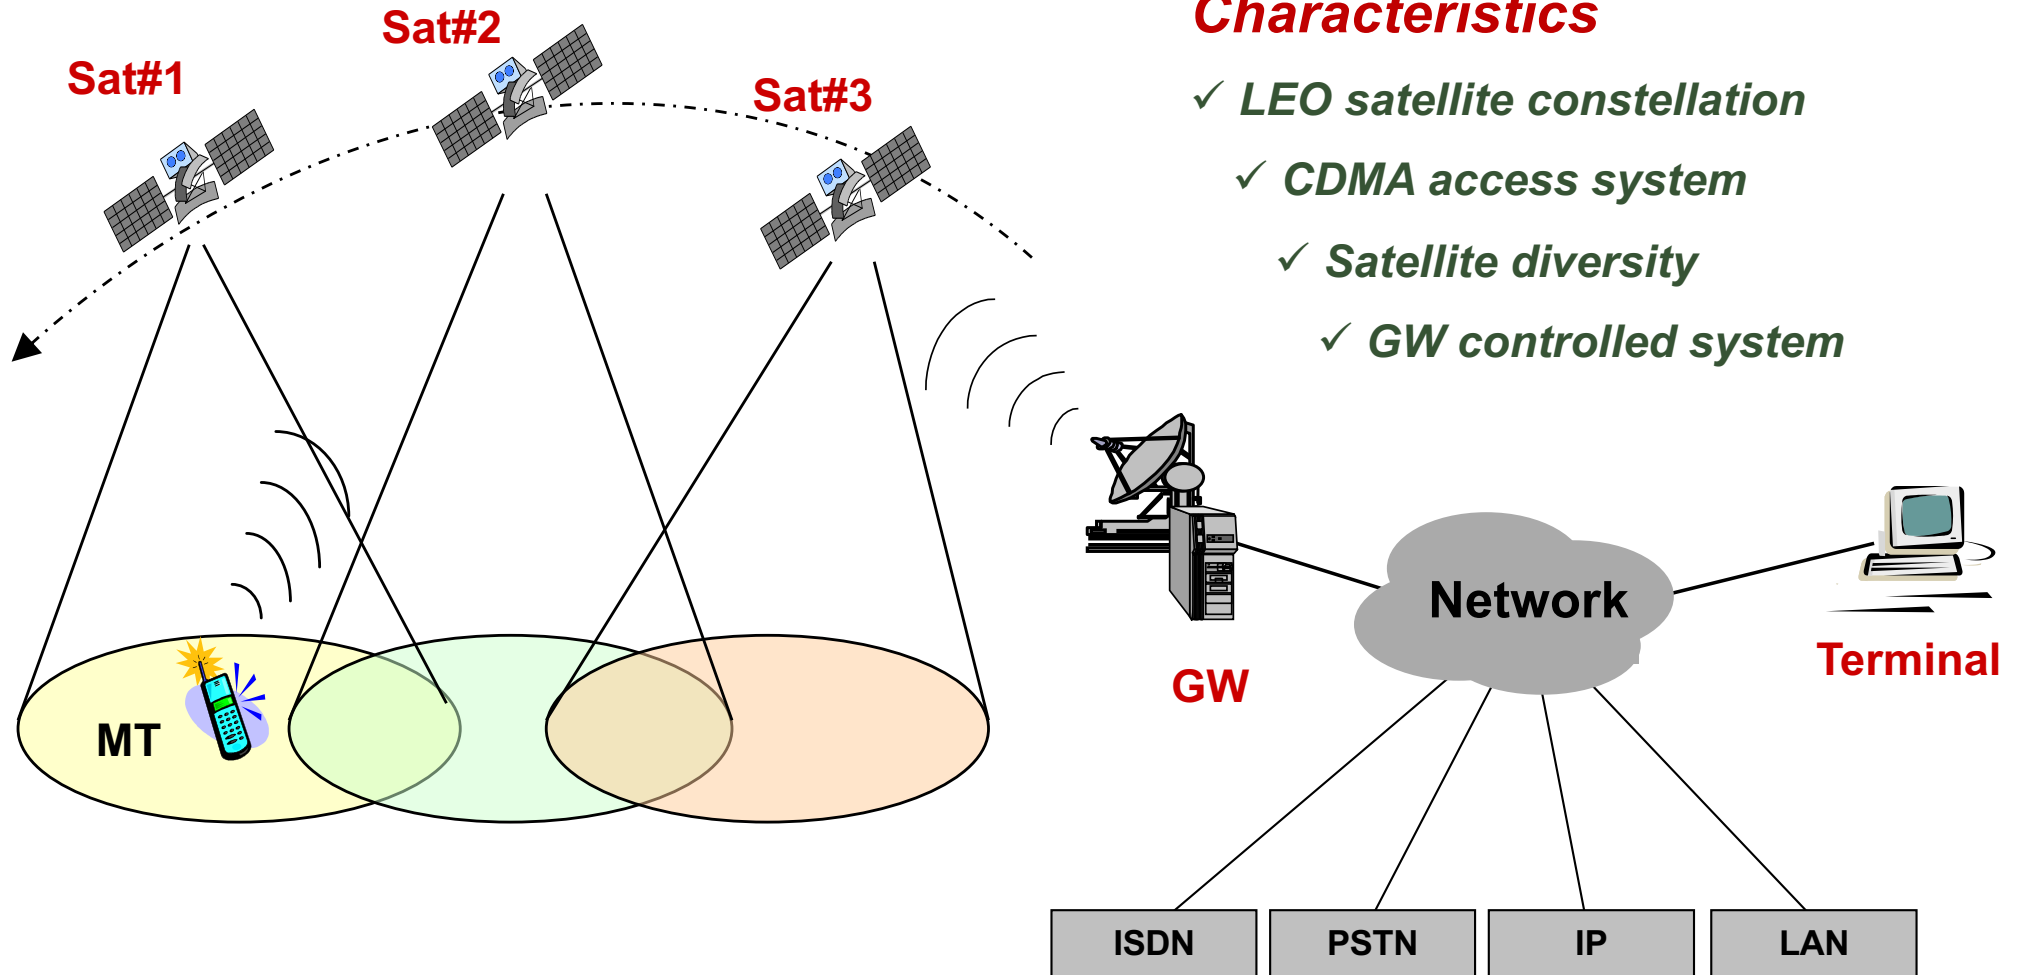 Characteristics
Sat#1
Sat#2
Sat#3
✓ LEO satellite constellation
✓ CDMA access system
✓ Satellite diversity
✓ GW controlled system
MT
GW
Network
Terminal
ISDN
PSTN
IP
LAN